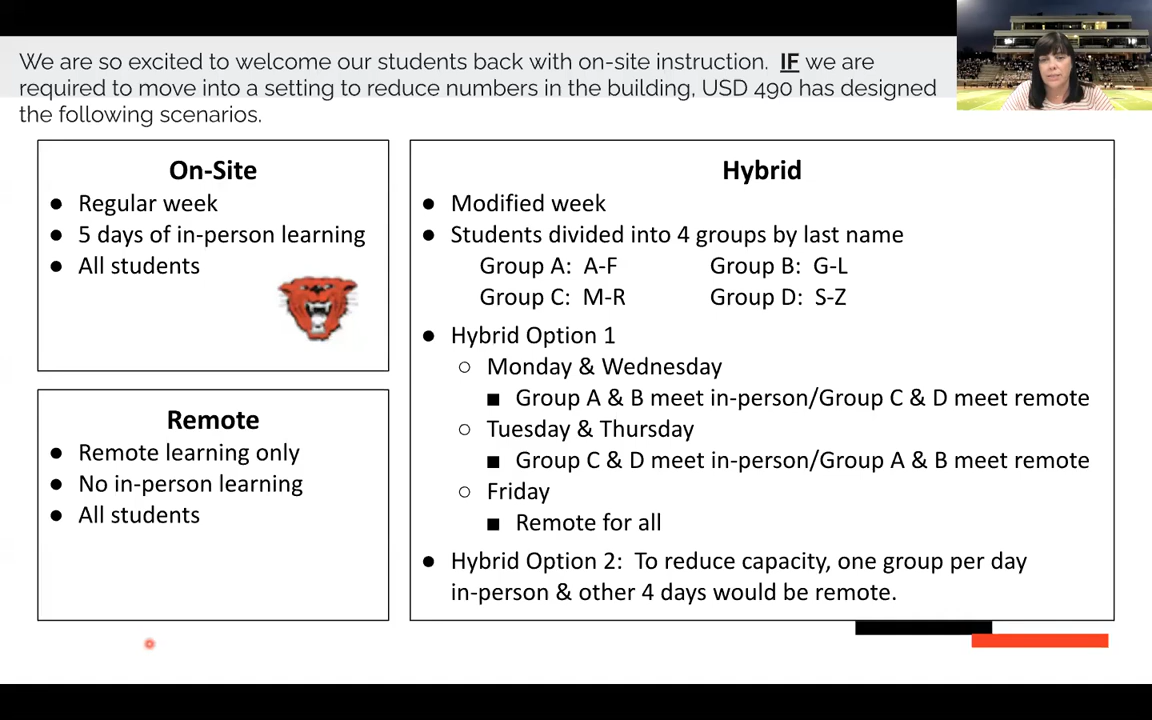 We are so excited to welcome our students back with on-site instruction. IF we are
required to move into a setting to reduce numbers in the building, USD 490 has designed
the following scenarios.
On-Site
● Regular week
● 5 days of in-person learning
● All students
Remote
● Remote learning only
● No in-person learning
● All students
Hybrid
● Modified week
● Students divided into 4 groups by last name
Group A: A-F Group B: G-L
Group C: M-R Group D: S-Z
● Hybrid Option 1
○ Monday & Wednesday
■ Group A & B meet in-person/Group C & D meet remote
○ Tuesday & Thursday
■ Group C & D meet in-person/Group A & B meet remote
○ Friday
■ Remote for all
● Hybrid Option 2: To reduce capacity, one group per day
in-person & other 4 days would be remote.